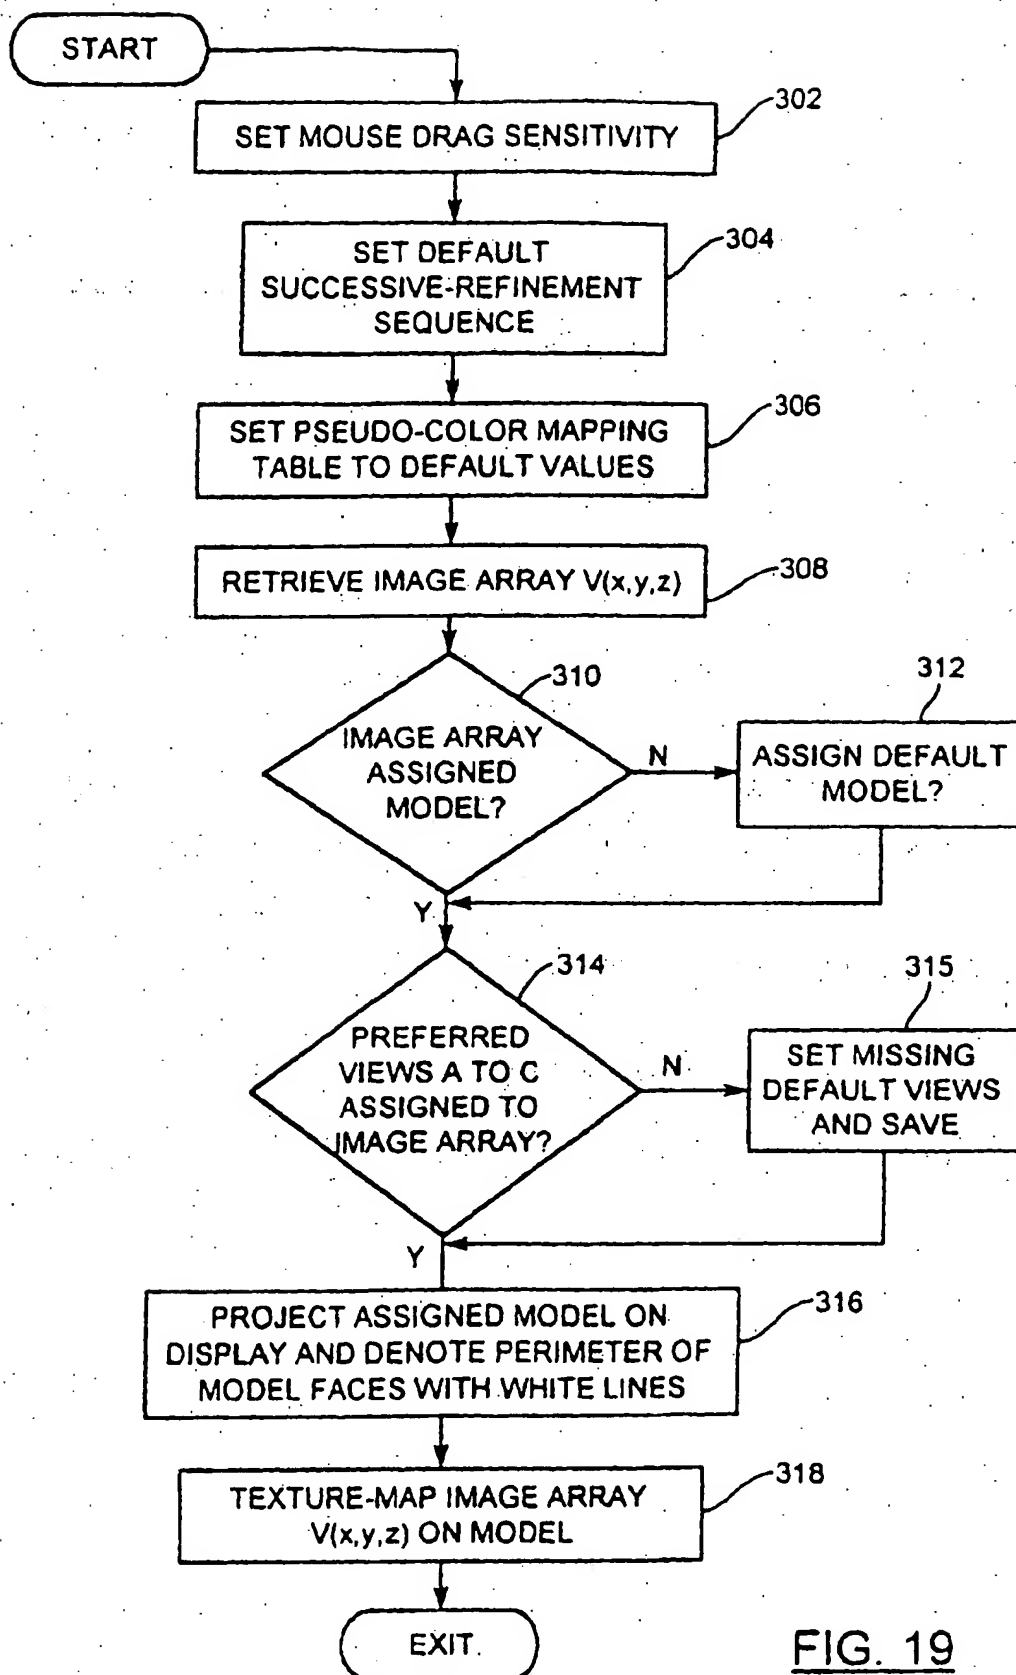 START
302
SET MOUSE DRAG SENSITIVITY
304
SET DEFAULT
SUCCESSIVE-REFINEMENT
SEQUENCE
306
SET PSEUDO-COLOR MAPPING
TABLE TO DEFAULT VALUES
308
RETRIEVE IMAGE ARRAY V(x,y,z)
310
IMAGE ARRAY
ASSIGNED
MODEL?
N
312
ASSIGN DEFAULT
MODEL?
Y
314
PREFERRED
VIEWS A TO C
ASSIGNED TO
IMAGE ARRAY?
N
315
SET MISSING
DEFAULT VIEWS
AND SAVE
Y
316
PROJECT ASSIGNED MODEL ON
DISPLAY AND DENOTE PERIMETER OF
MODEL FACES WITH WHITE LINES
318
TEXTURE-MAP IMAGE ARRAY
V(x,y,z) ON MODEL
EXIT
FIG. 19